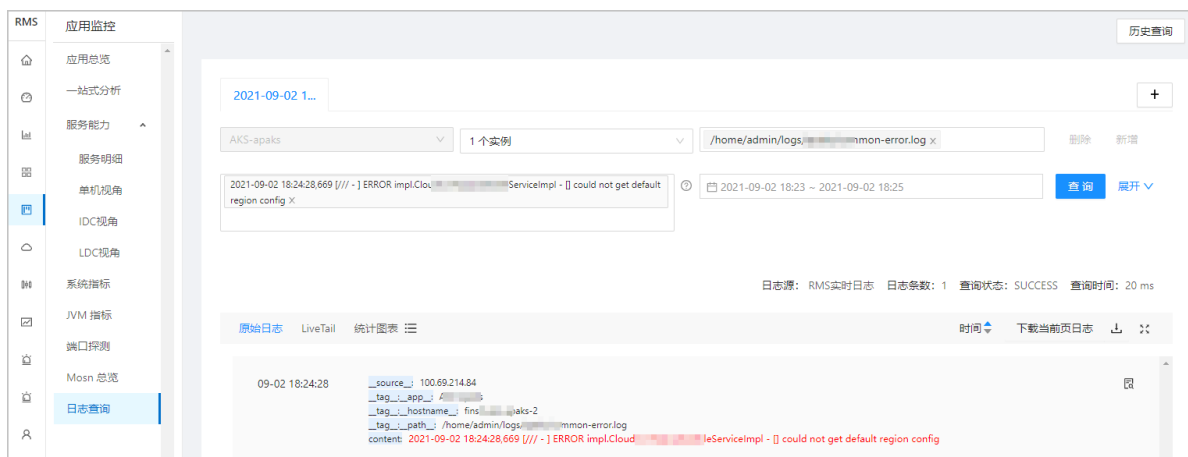 RMS
应用监控
历史查询
应用总览
一站式分析
服务能力
服务明细
单机视角
IDC视角
LDC视角
系统指标
JVM 指标
端口探测
Mosn 总览
日志查询
2021-09-02 1...
+
AKS-apaks
1 个实例
/home/admin/logs/ mmon-error.log ×
删除
新增
2021-09-02 18:24:28,669 [/// - ] ERROR impl.Clou ServiceImpl - [] could not get default
region config ×
2021-09-02 18:23 ~ 2021-09-02 18:25
查 询
展开
日志源： RMS实时日志 日志条数：1 查询状态：SUCCESS 查询时间：20 ms
原始日志
LiveTail
统计图表
时间
下载当前页日志
09-02 18:24:28
__source__: 100.69.214.84
__tag__:__app__: A s
__tag__:__hostname__: fins paks-2
__tag__:__path__: /home/admin/logs/ mmon-error.log
content: 2021-09-02 18:24:28,669 [/// - ] ERROR impl.Cloud leServiceImpl - [] could not get default region config